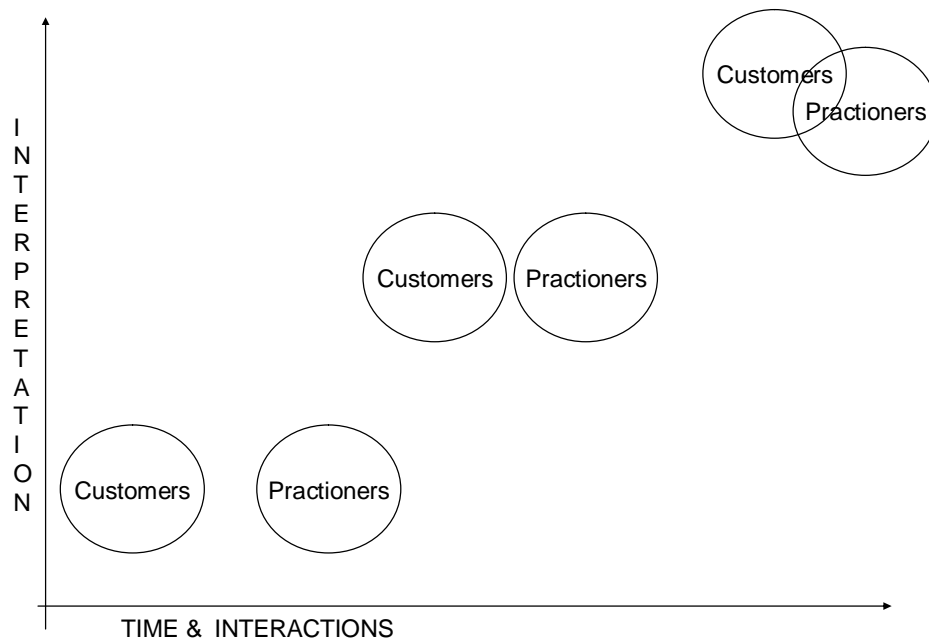 Customers
Practioners
Customers
Practioners
Customers
Practioners
INTERPRETATION
TIME & INTERACTIONS